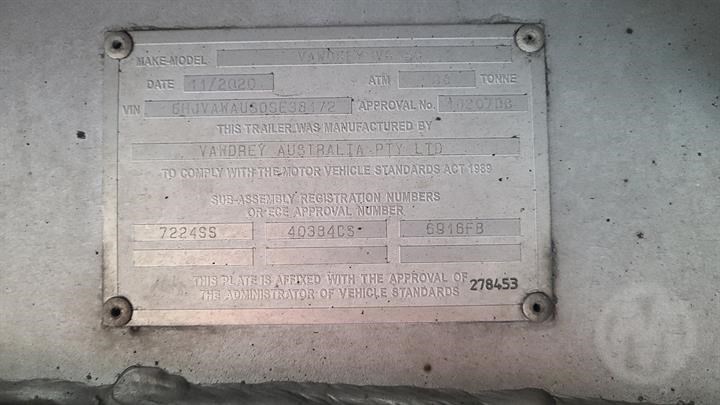 MAKE-MODEL VAWDREY
DATE 11/2020 ATM TONNE
VIN APPROVAL No.
THIS TRAILER WAS MANUFACTURED BY
VAWDREY AUSTRALIA PTY LTD
TO COMPLY WITH THE MOTOR VEHICLE STANDARDS ACT 1989
SUB-ASSEMBLY REGISTRATION NUMBERS
OR ECE APPROVAL NUMBER
7224SS 40384CS 6916FB
THIS PLATE IS AFFIXED WITH THE APPROVAL OF
THE ADMINISTRATOR OF VEHICLE STANDARDS 278453